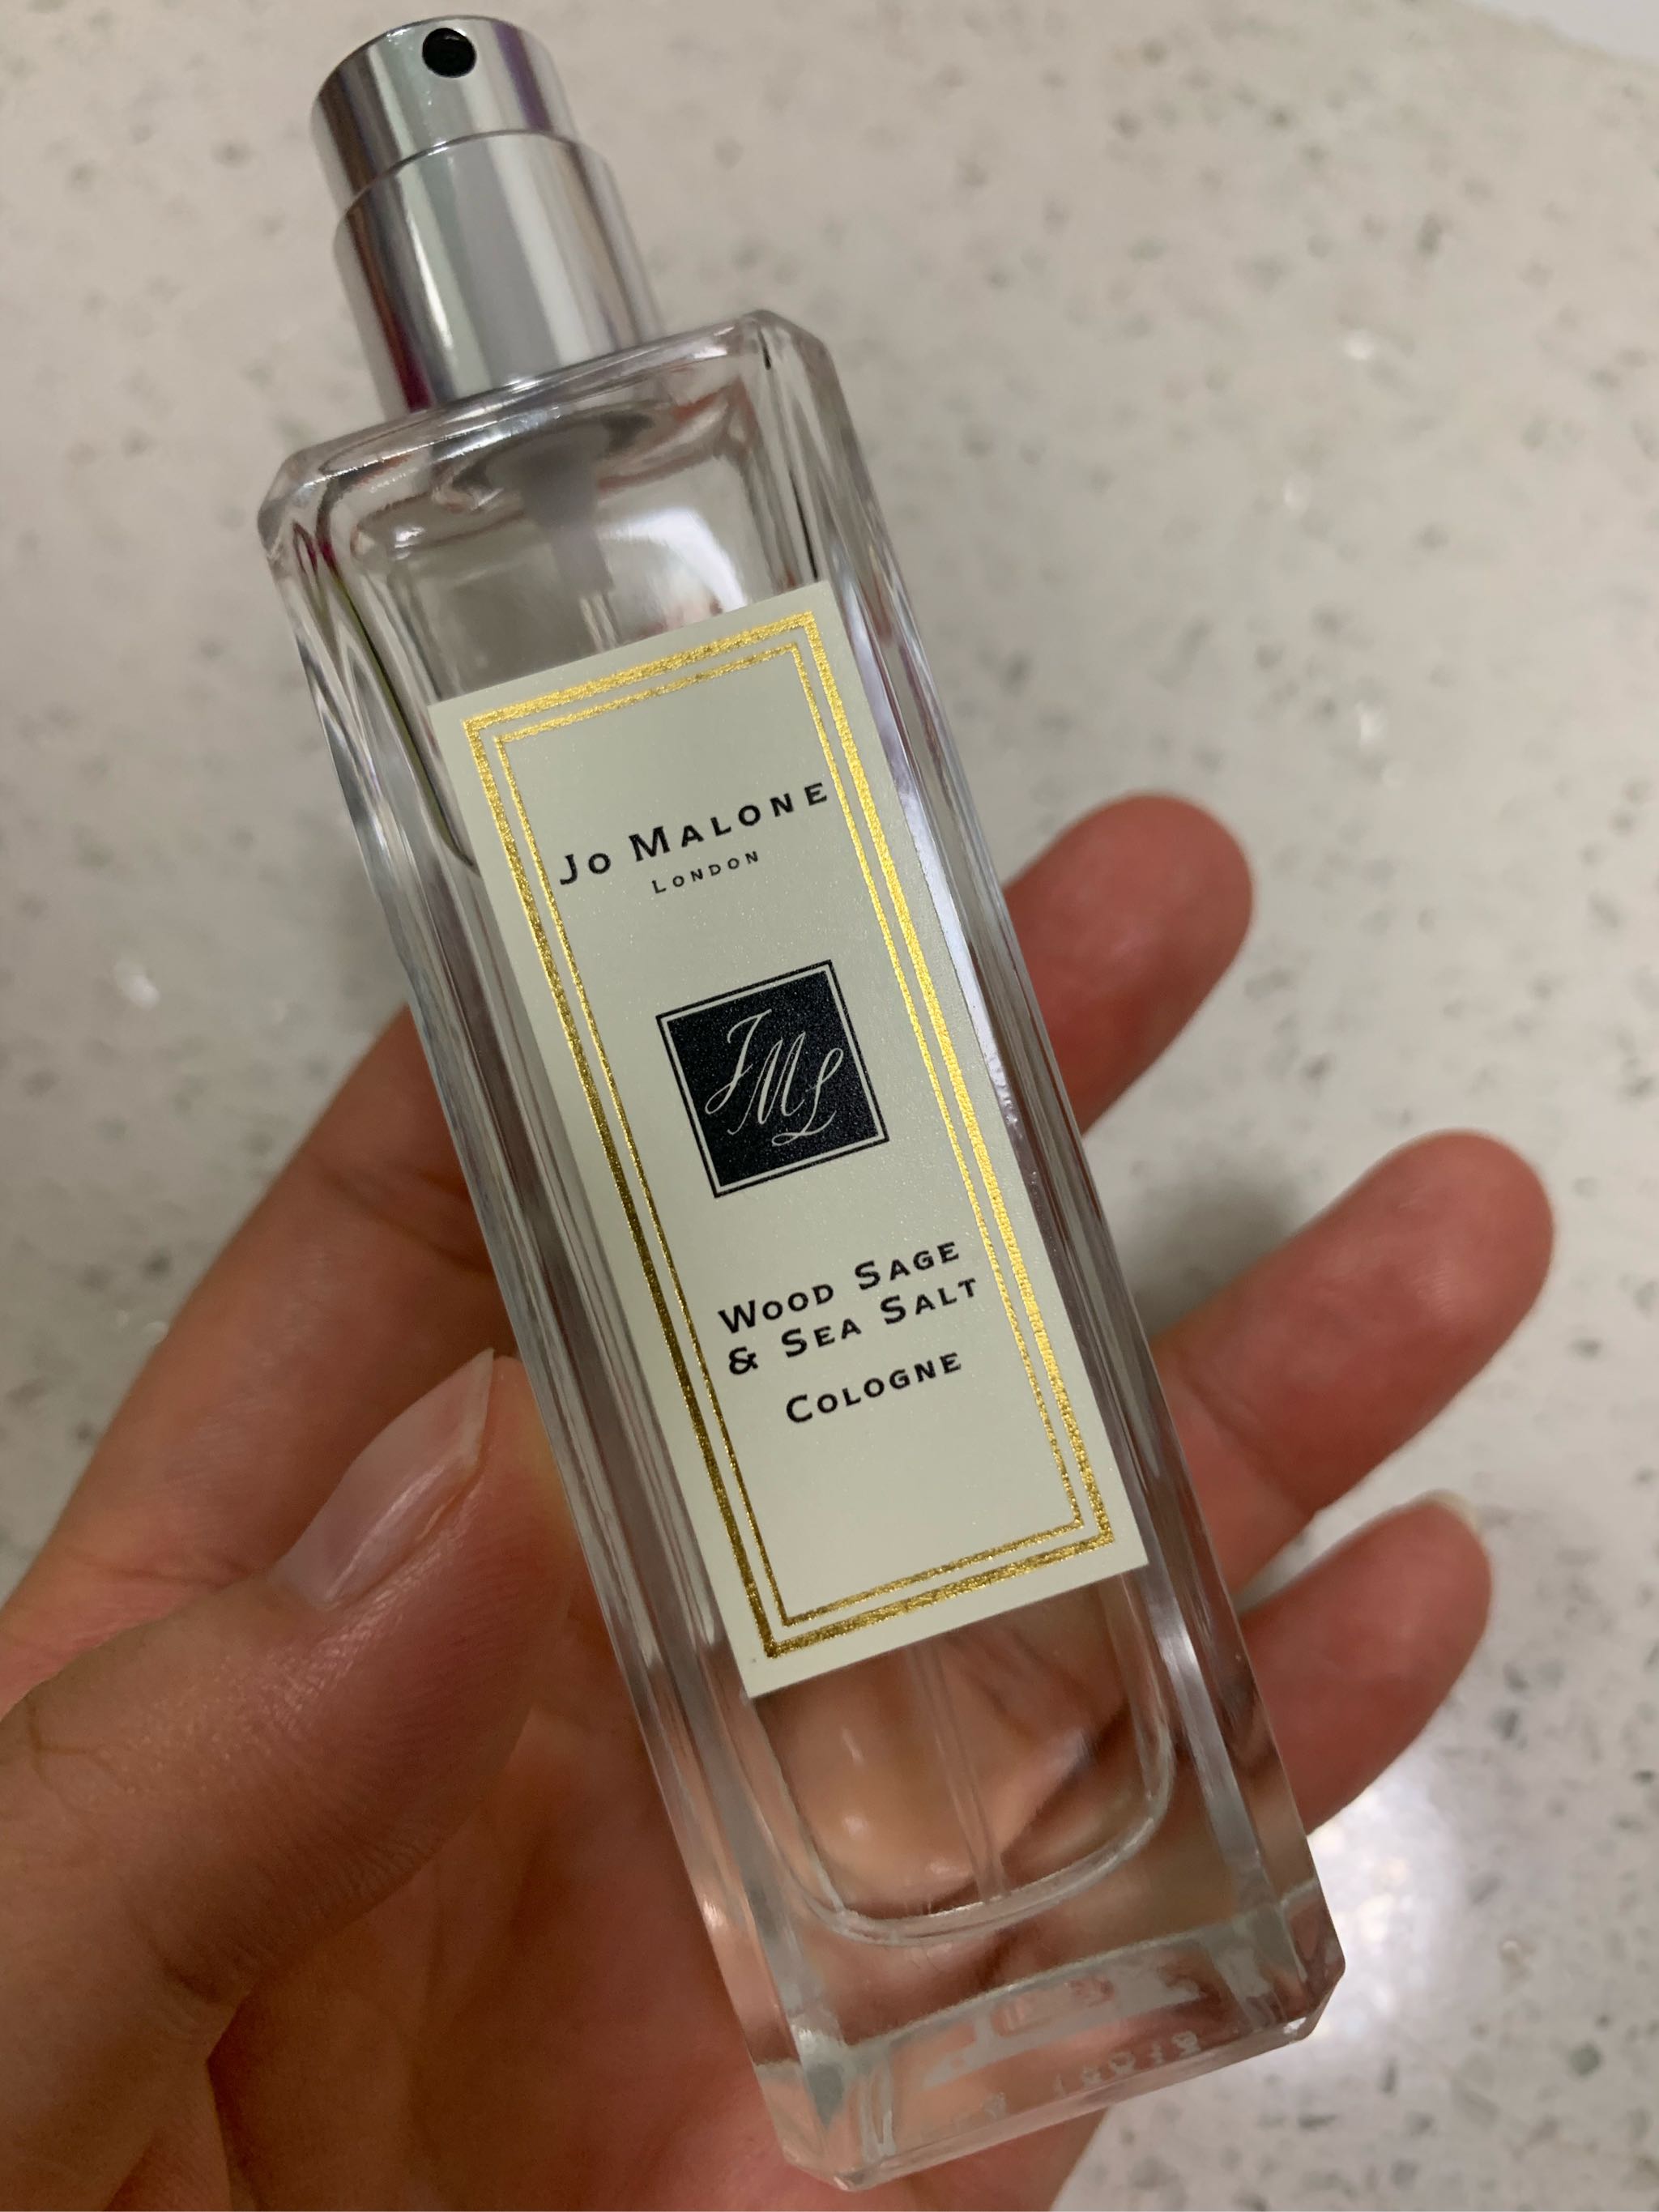 Jo Malone
London
JML
Wood Sage
& Sea Salt
Cologne